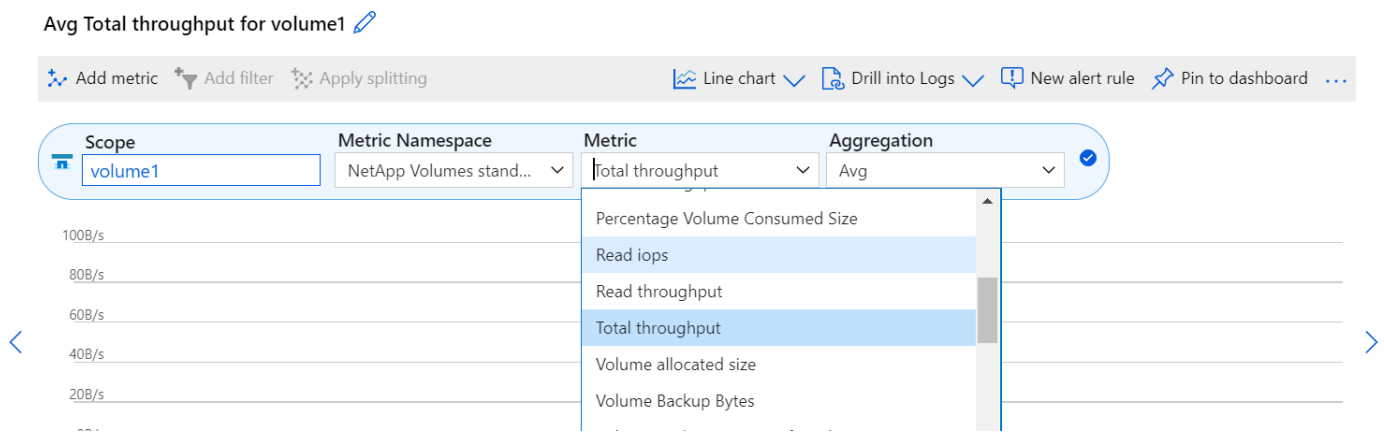 Avg Total throughput for volume1
Add metric Add filter Apply splitting Line chart Drill into Logs New alert rule Pin to dashboard ...
Scope Metric Namespace Metric Aggregation
volume1 NetApp Volumes stand... Total throughput Avg
Percentage Volume Consumed Size
100B/s
Read iops
80B/s
Read throughput
60B/s
Total throughput
40B/s
Volume allocated size
20B/s
Volume Backup Bytes